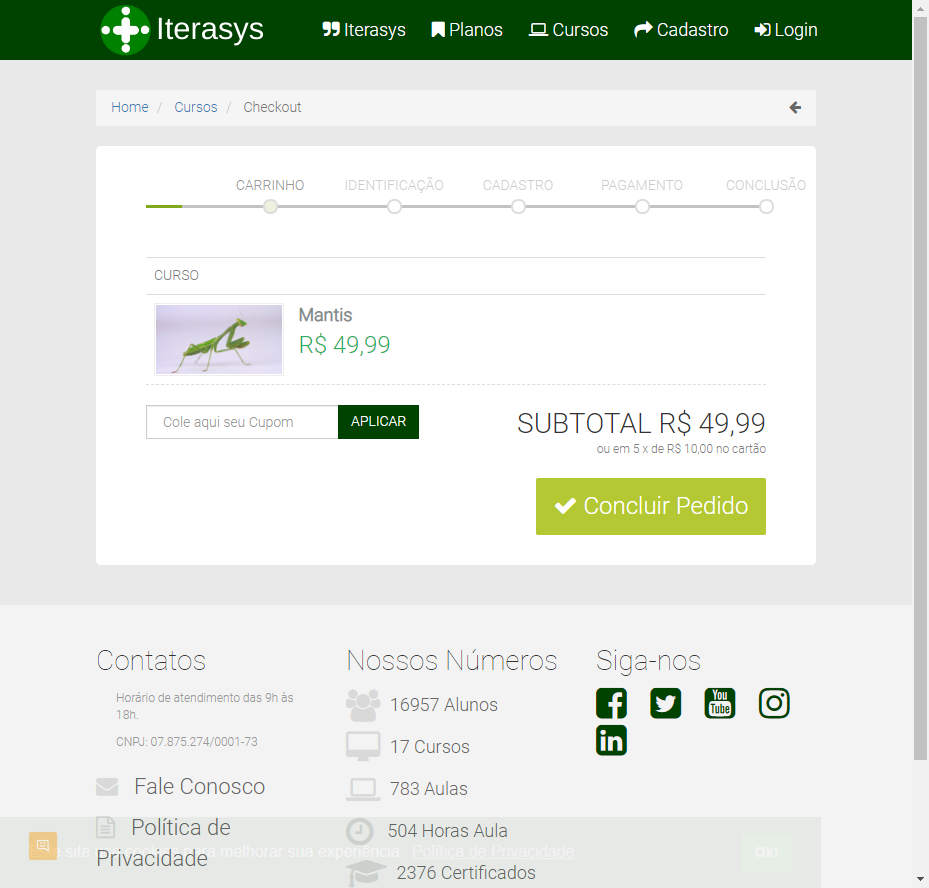 Iterasys
Iterasys Planos Cursos Cadastro Login
Home / Cursos / Checkout
CARRINHO IDENTIFICAÇÃO CADASTRO PAGAMENTO CONCLUSÃO
CURSO
Mantis
R$ 49,99
Cole aqui seu Cupom APLICAR
SUBTOTAL R$ 49,99
ou em 5 x de R$ 10,00 no cartão
Concluir Pedido
Contatos
Horário de atendimento das 9h às
18h.
CNPJ: 07.875.274/0001-73
Fale Conosco
Política de
Privacidade
Nossos Números
16957 Alunos
17 Cursos
783 Aulas
504 Horas Aula
2376 Certificados
Siga-nos
You
Tube
site usa cookies para melhorar sua experiência. Política de Privacidade
Ok!